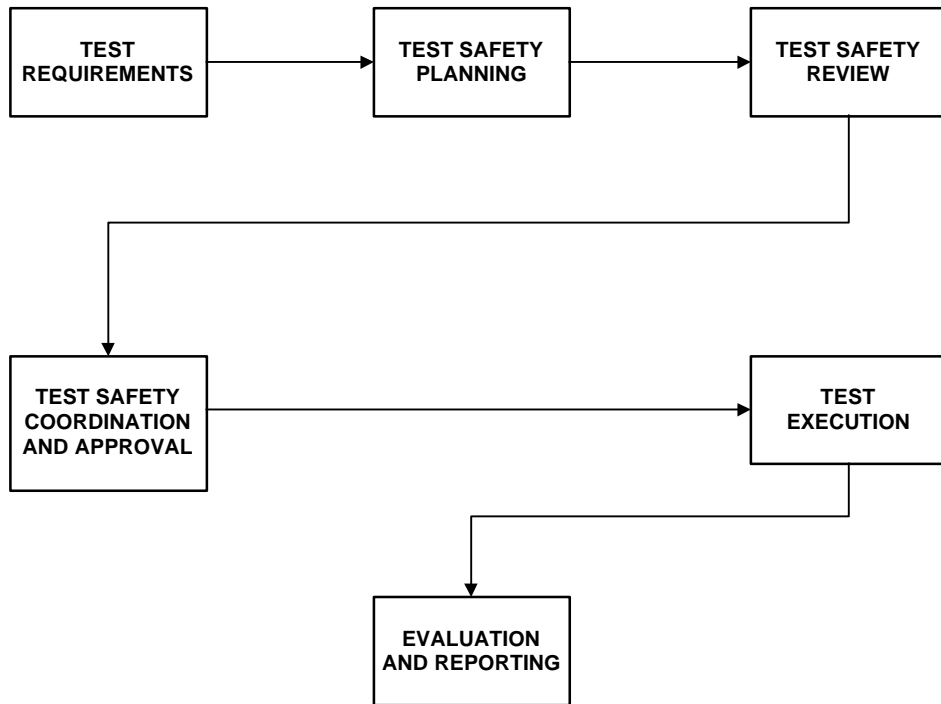 TEST
REQUIREMENTS
TEST SAFETY
PLANNING
TEST SAFETY
REVIEW
TEST SAFETY
COORDINATION
AND APPROVAL
TEST
EXECUTION
EVALUATION
AND REPORTING